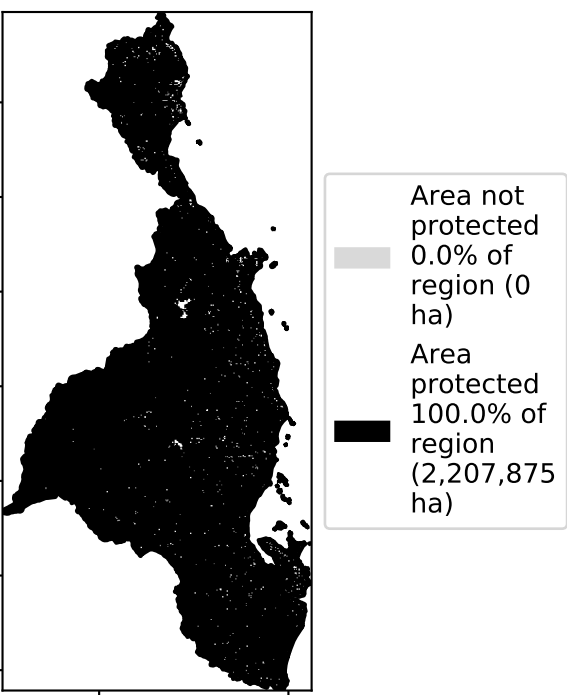 Area not
protected
0.0% of
region (0
ha)
Area
protected
100.0% of
region
(2,207,875
ha)